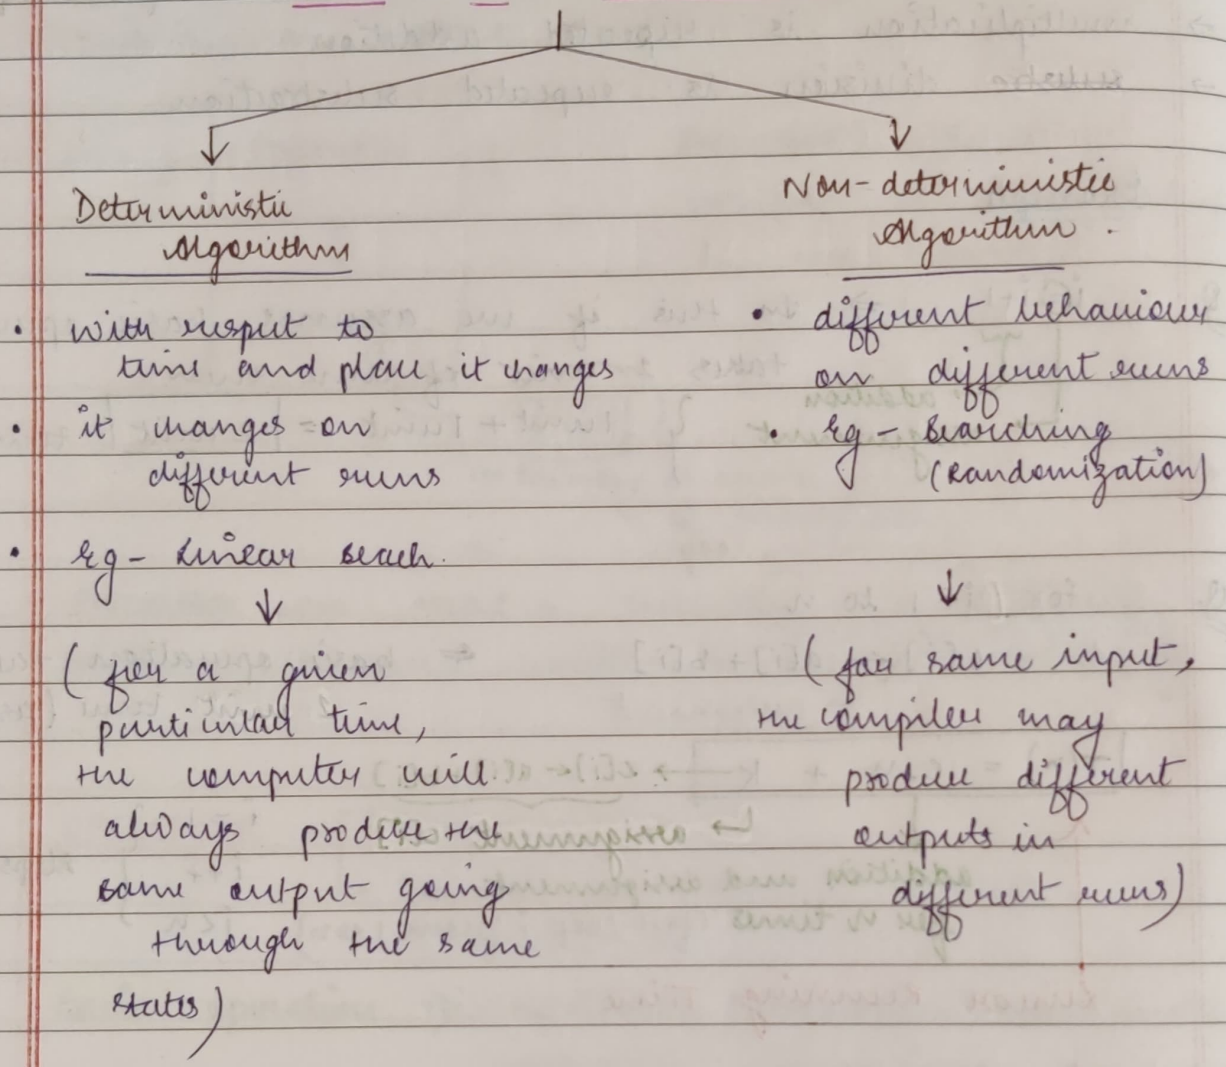 Deterministic
Algorithm
• with respect to
time and place it changes
• it changes on
different runs
• Eg - Linear seach.
(for a given
particular time,
the computer will
always produce the
same output going
through the same
states)
Non-deterministic
Algorithm.
• different behaviour
on different runs
• Eg - Searching
(Randomization)
(for same input,
the compiler may
produce different
outputs in
different runs)